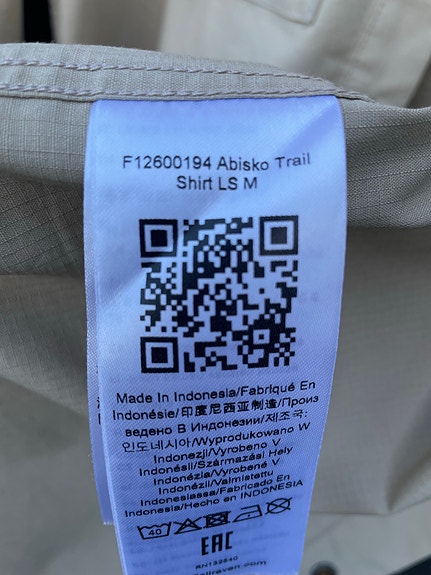 F12600194 Abisko Trail
Shirt LS M
Made In Indonesia/Fabriqué En
Indonésie/印度尼西亚制造/Произ
ведено В Индонезии/제조국:
인도네시아/Wyprodukowano W
Indonezji/Vyrobeno V
Indonésii/Származási Hely
Indonézia/Vyrobené V
Indonézii/Valmistettu
Indonesiassa/Fabricado En
Indonesia/Hecho en INDONESIA
40
EAC
RN132640